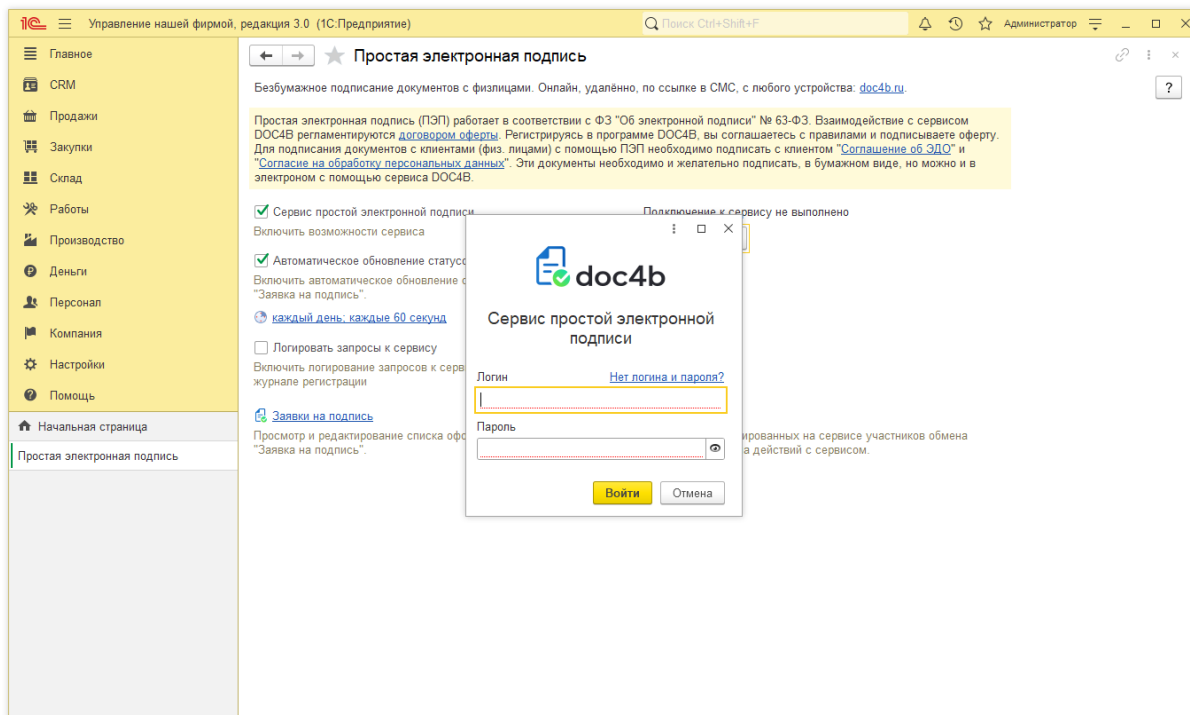 1С Управление нашей фирмой, редакция 3.0 (1С:Предприятие)
Поиск Ctrl+Shift+F
Администратор
Главное
CRM
Продажи
Закупки
Склад
Работы
Производство
Деньги
Персонал
Компания
Настройки
Помощь
Начальная страница
Простая электронная подпись
Простая электронная подпись
?
Безбумажное подписание документов с физлицами. Онлайн, удалённо, по ссылке в СМС, с любого устройства: doc4b.ru.
Простая электронная подпись (ПЭП) работает в соответствии с ФЗ "Об электронной подписи" № 63-ФЗ. Взаимодействие с сервисом
DOC4B регламентируются договором оферты. Регистрируясь в программе DOC4B, вы соглашаетесь с правилами и подписываете оферту.
Для подписания документов с клиентами (физ. лицами) с помощью ПЭП необходимо подписать с клиентом "Соглашение об ЭДО" и
"Согласие на обработку персональных данных". Эти документы необходимо и желательно подписать, в бумажном виде, но можно и в
электроном с помощью сервиса DOC4B.
Сервис простой электронной подписи
Подключение к сервису не выполнено
Включить возможности сервиса
Автоматическое обновление статусо
Включить автоматическое обновление с
"Заявка на подпись".
каждый день; каждые 60 секунд
Логировать запросы к сервису
Включить логирование запросов к серв
журнале регистрации
Заявки на подпись
Просмотр и редактирование списка офо
"Заявка на подпись".
ированных на сервисе участников обмена
а действий с сервисом.
doc4b
Сервис простой электронной
подписи
Логин
Нет логина и пароля?
Пароль
Войти
Отмена